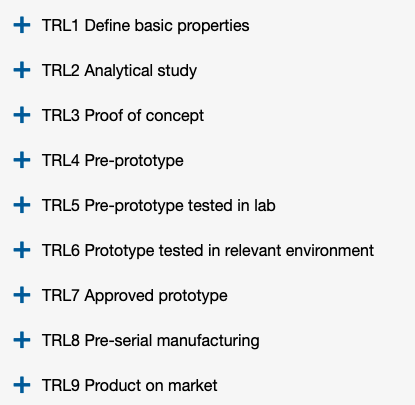 TRL1 Define basic properties
TRL2 Analytical study
TRL3 Proof of concept
TRL4 Pre-prototype
TRL5 Pre-prototype tested in lab
TRL6 Prototype tested in relevant environment
TRL7 Approved prototype
TRL8 Pre-serial manufacturing
TRL9 Product on market